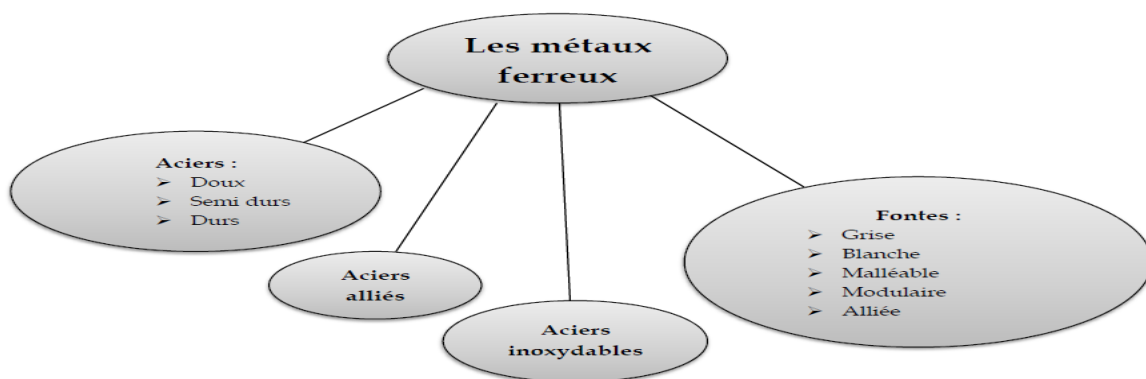 Les métaux
ferreux
Aciers :
➢ Doux
➢ Semi durs
➢ Durs
Aciers
alliés
Aciers
inoxydables
Fontes :
➢ Grise
➢ Blanche
➢ Malléable
➢ Modulaire
➢ Alliée